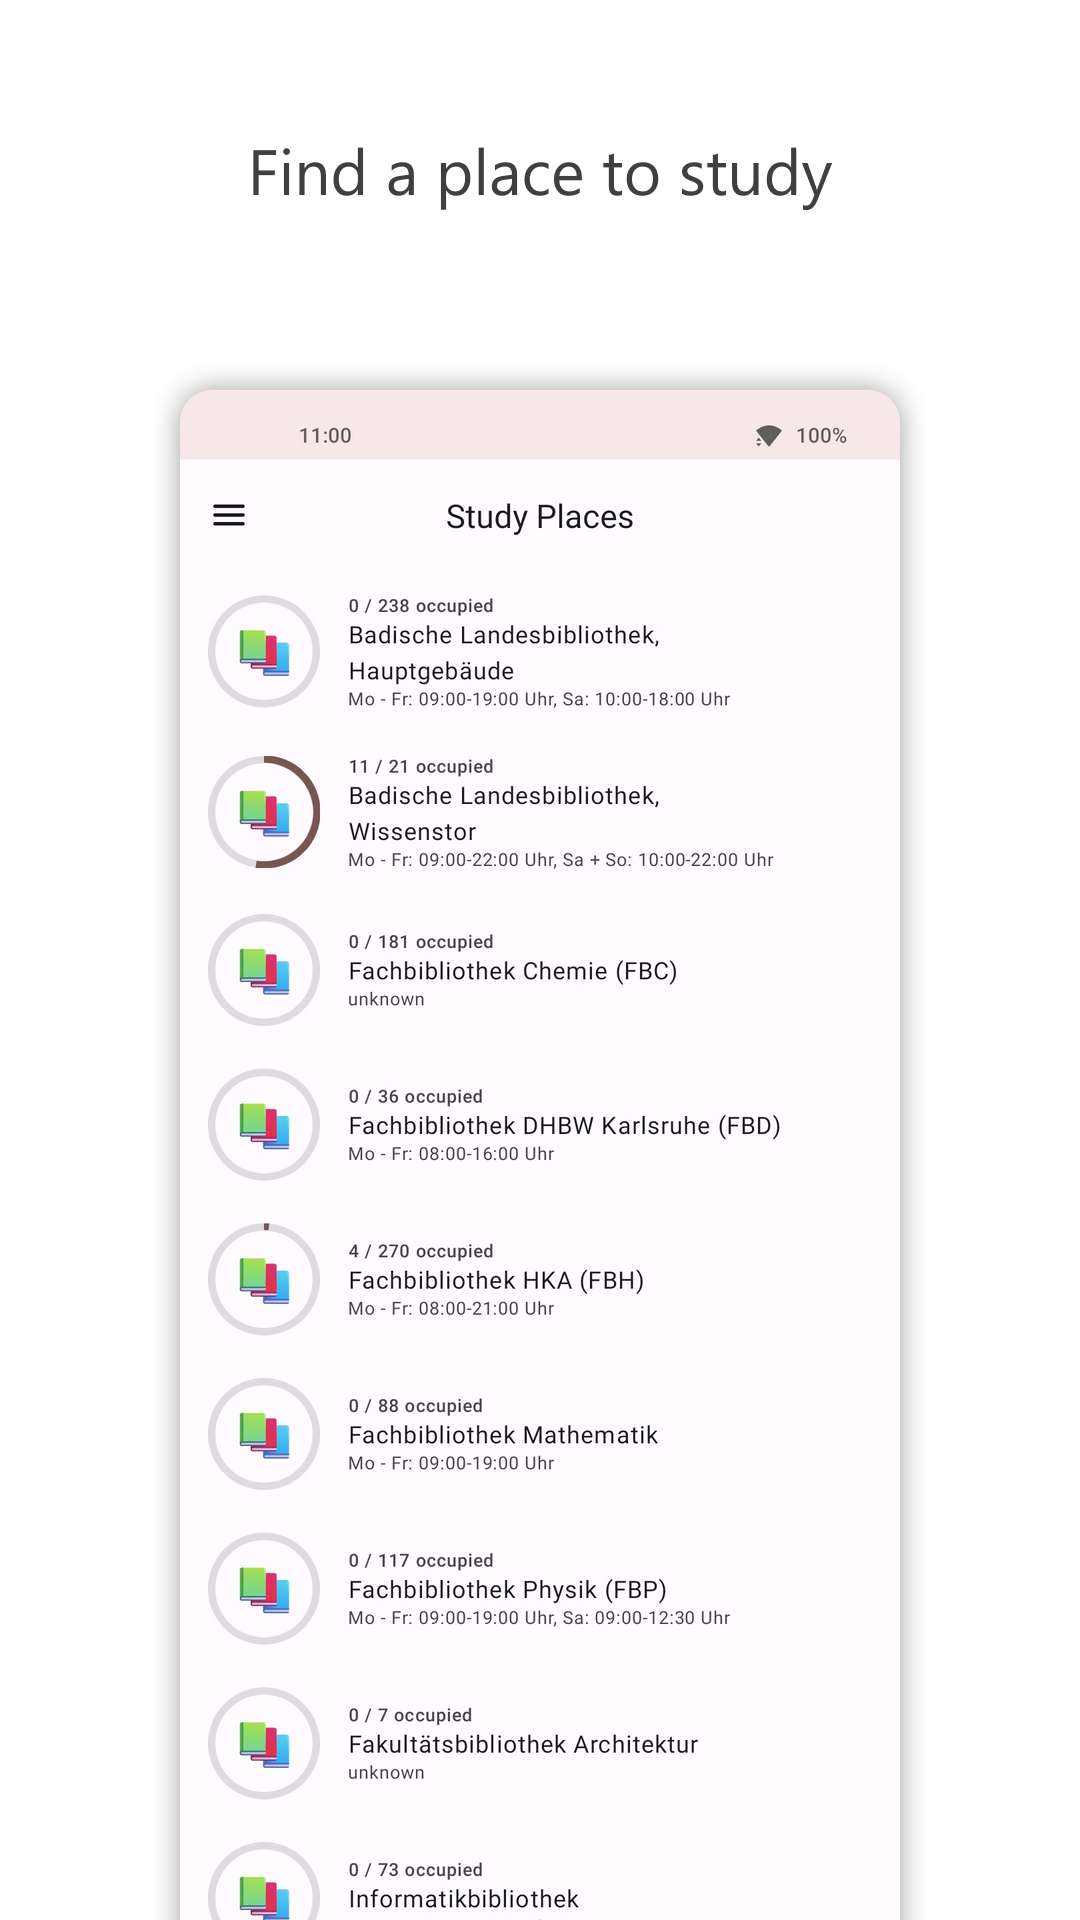 Find a place to study
11:00
100%
Study Places
0 / 238 occupied
Badische Landesbibliothek,
Hauptgebäude
Mo - Fr: 09:00-19:00 Uhr, Sa: 10:00-18:00 Uhr
11 / 21 occupied
Badische Landesbibliothek,
Wissenstor
Mo - Fr: 09:00-22:00 Uhr, Sa + So: 10:00-22:00 Uhr
0 / 181 occupied
Fachbibliothek Chemie (FBC)
unknown
0 / 36 occupied
Fachbibliothek DHBW Karlsruhe (FBD)
Mo - Fr: 08:00-16:00 Uhr
4 / 270 occupied
Fachbibliothek HKA (FBH)
Mo - Fr: 08:00-21:00 Uhr
0 / 88 occupied
Fachbibliothek Mathematik
Mo - Fr: 09:00-19:00 Uhr
0 / 117 occupied
Fachbibliothek Physik (FBP)
Mo - Fr: 09:00-19:00 Uhr, Sa: 09:00-12:30 Uhr
0 / 7 occupied
Fakultätsbibliothek Architektur
unknown
0 / 73 occupied
Informatikbibliothek